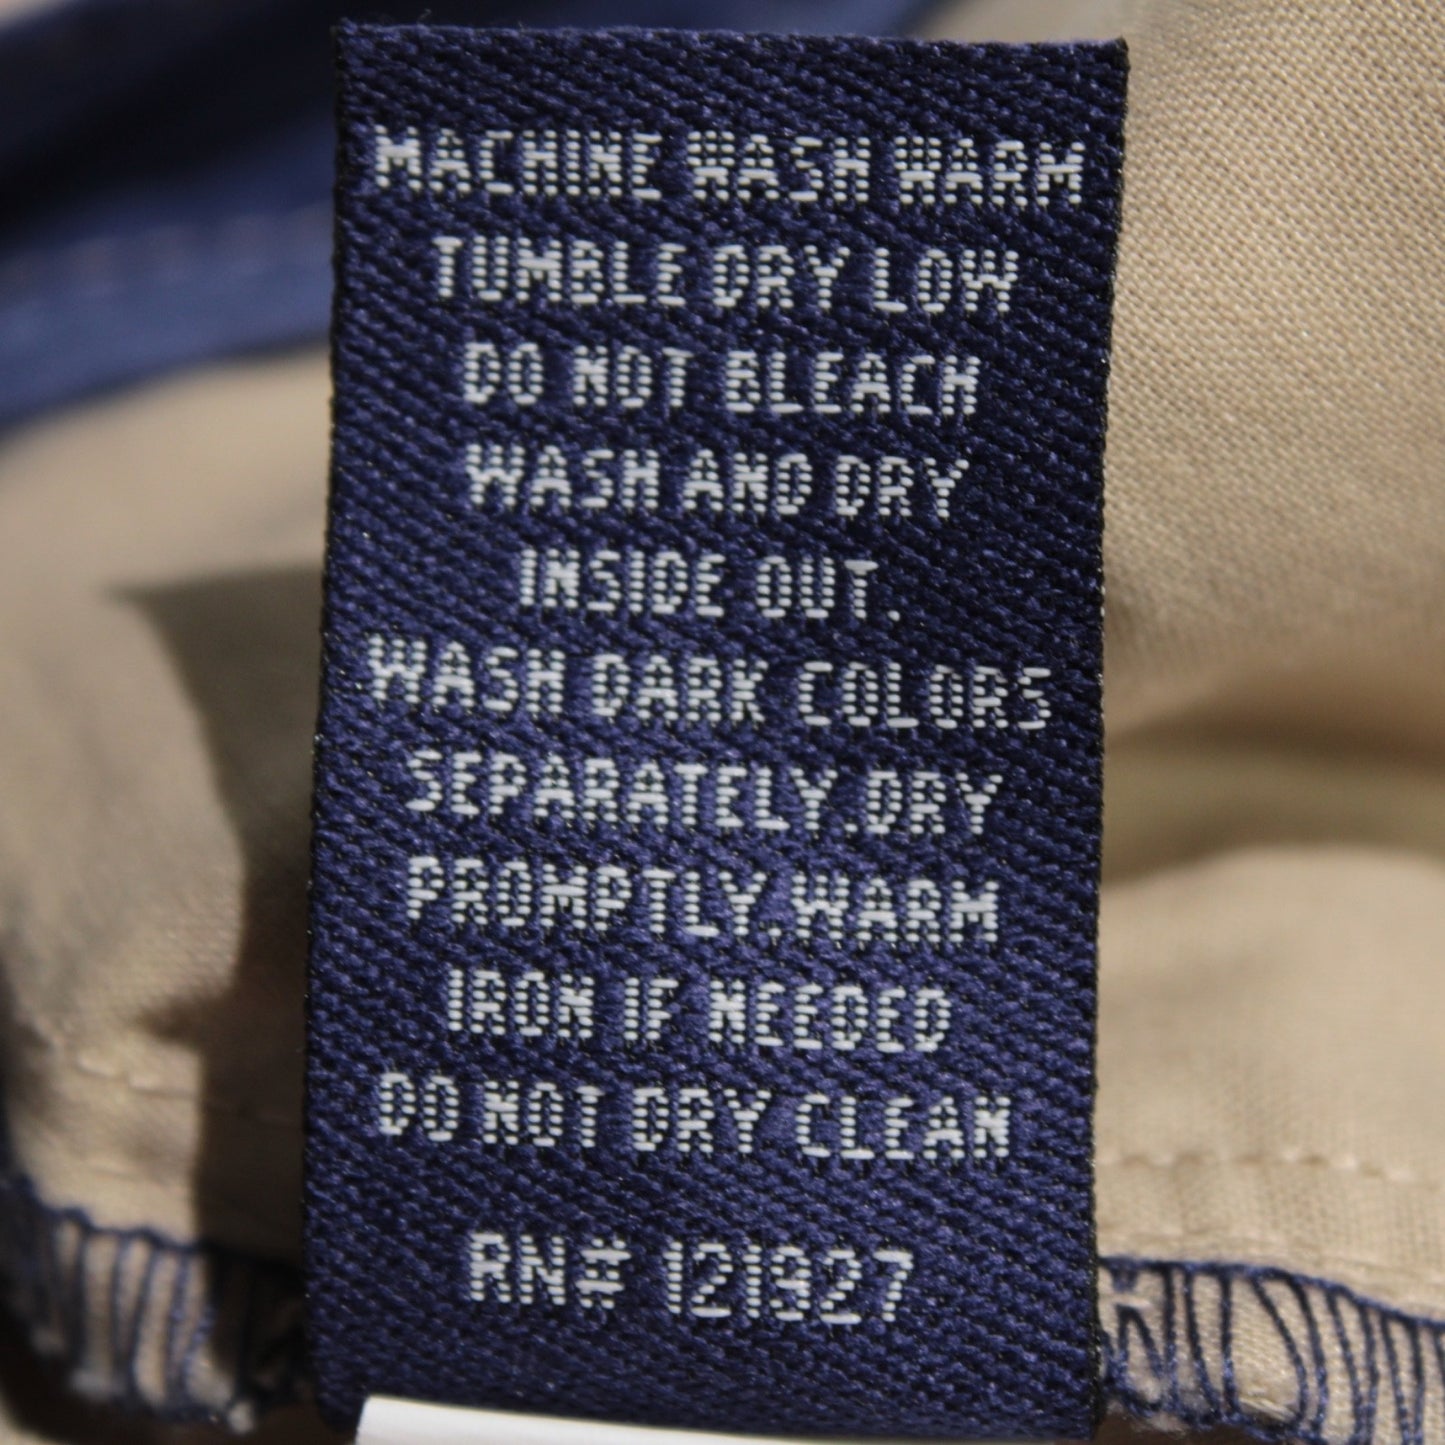 MACHINE WASH WARM
TUMBLE DRY LOW
DO NOT BLEACH
WASH AND DRY
INSIDE OUT.
WASH DARK COLORS
SEPARATELY.DRY
PROMPTLY.WARM
IRON IF NEEDED
DO NOT DRY CLEAN
RN# 121927